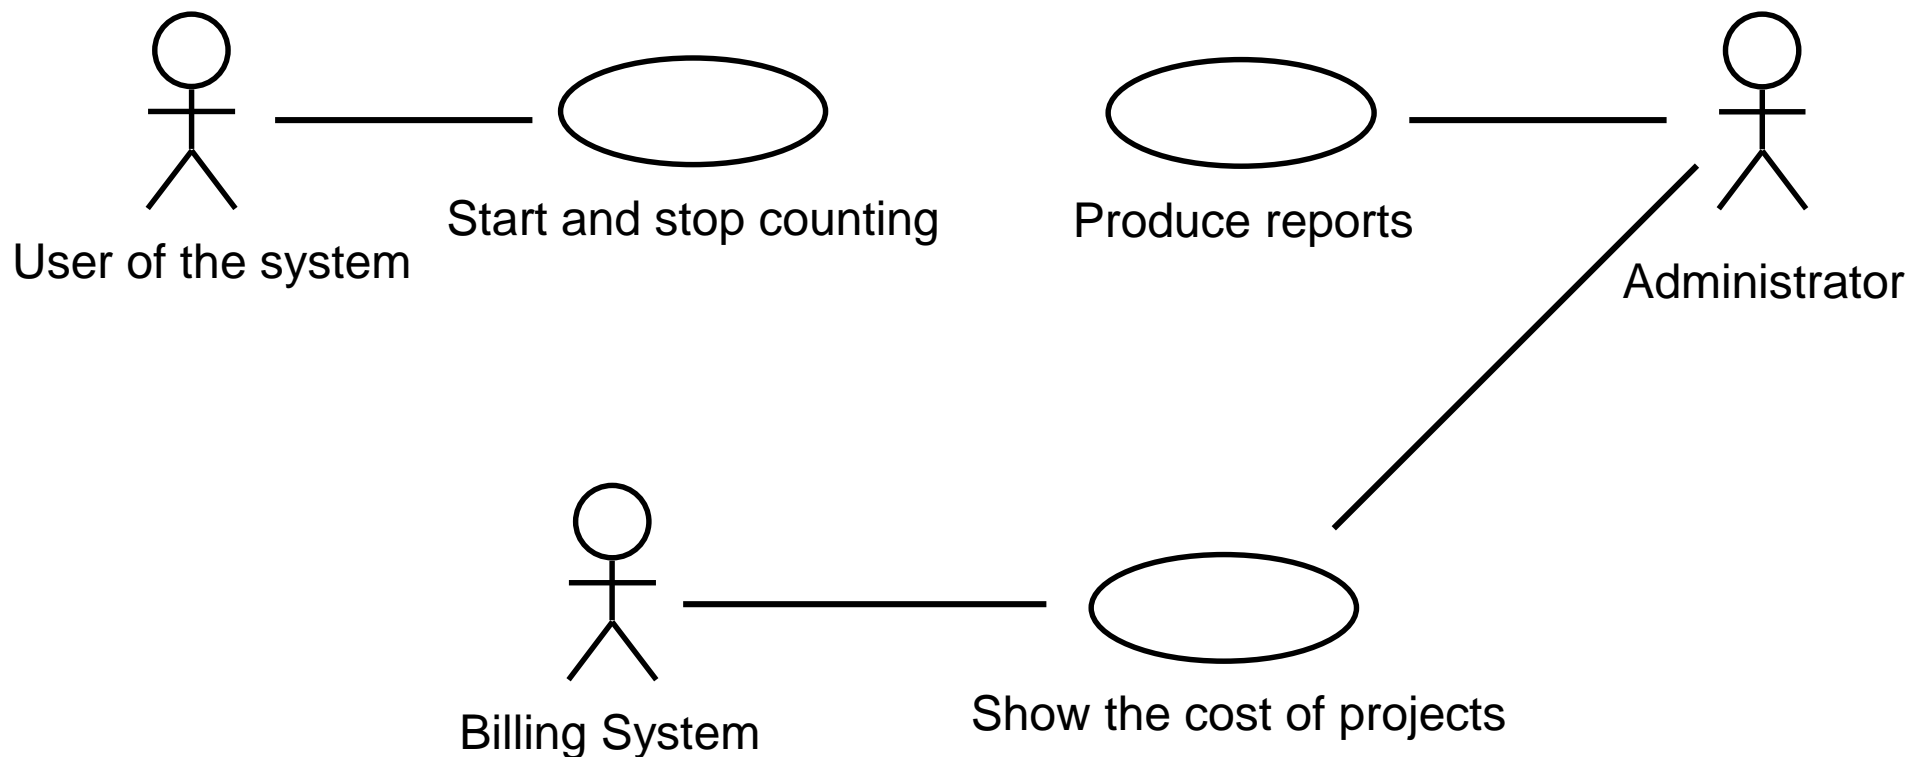 Start and stop counting
Produce reports
User of the system
Administrator
Show the cost of projects
Billing System